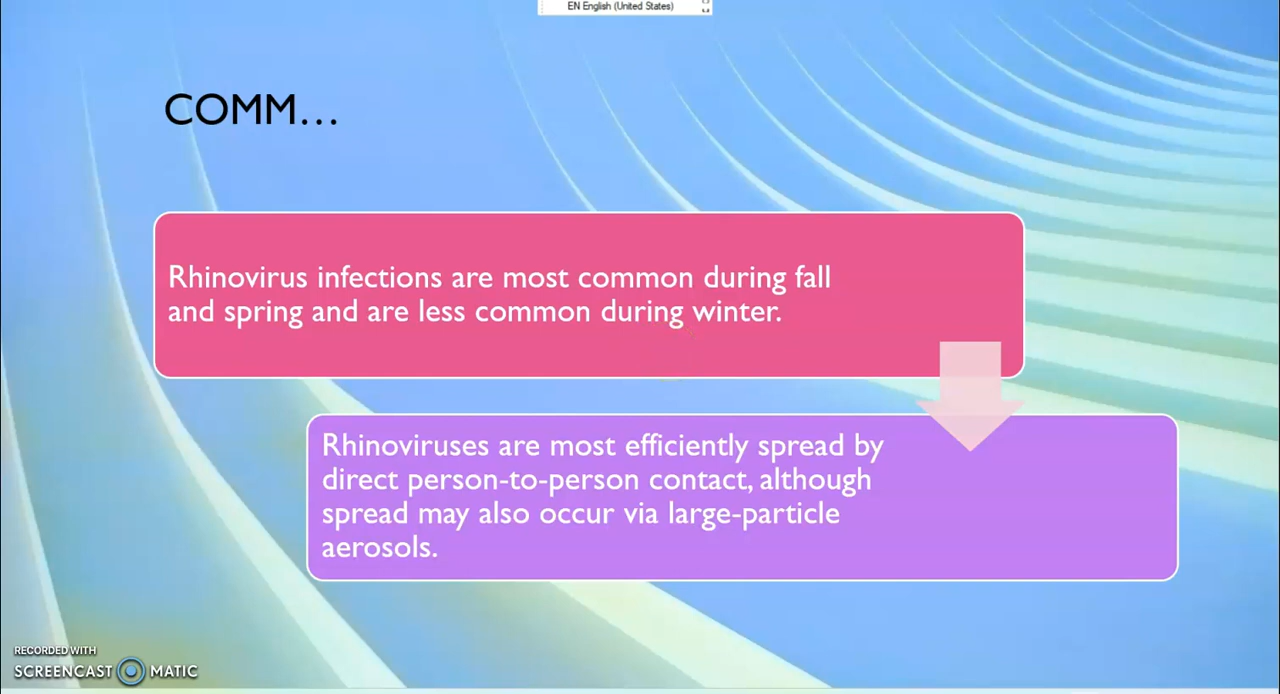 EN English (United States)
COMM...
Rhinovirus infections are most common during fall
and spring and are less common during winter.
Rhinoviruses are most efficiently spread by
direct person-to-person contact, although
spread may also occur via large-particle
aerosols.
RECORDED WITH
SCREENCAST MATIC